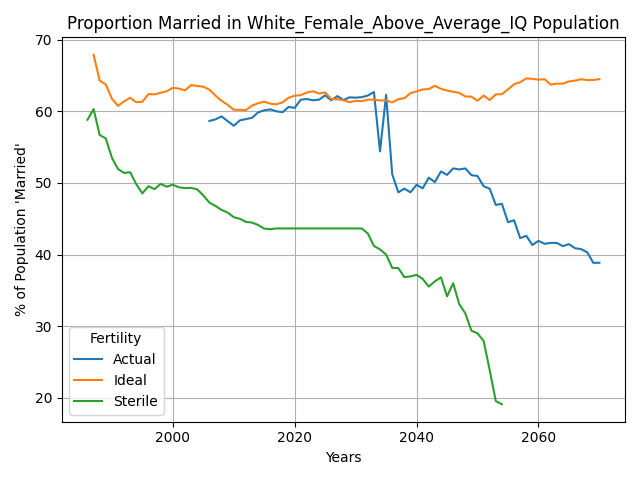 Proportion Married in White_Female_Above_Average_IQ Population
% of Population 'Married'
70
60
50
40
30
20
Fertility
Actual
Ideal
Sterile
2000
2020
2040
2060
Years